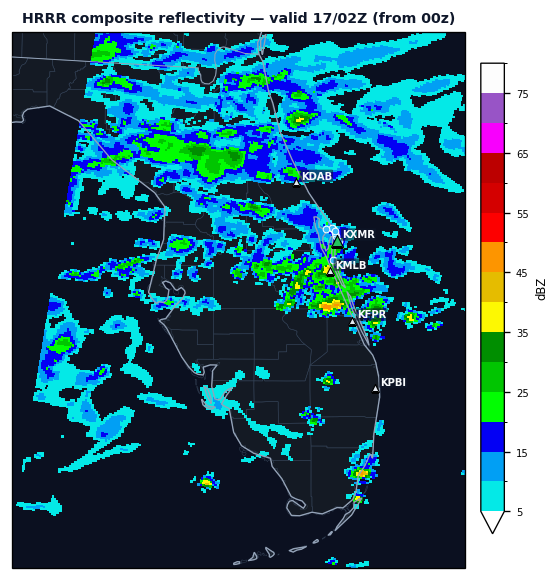 HRRR composite reflectivity — valid 17/02Z (from 00z)
KDAB
KXMR
KMLB
KFPR
KPBI
75
65
55
45
35
25
15
5
dBZ